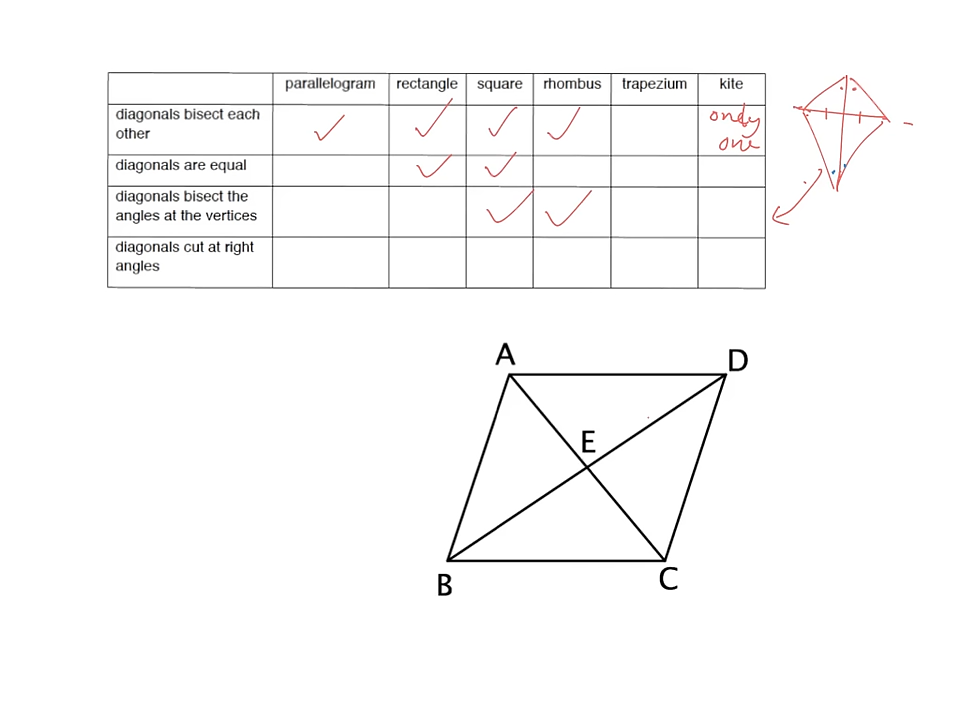 parallelogram rectangle square rhombus trapezium kite
diagonals bisect each
other
only
one
diagonals are equal
diagonals bisect the
angles at the vertices
diagonals cut at right
angles
A
D
E
B
C